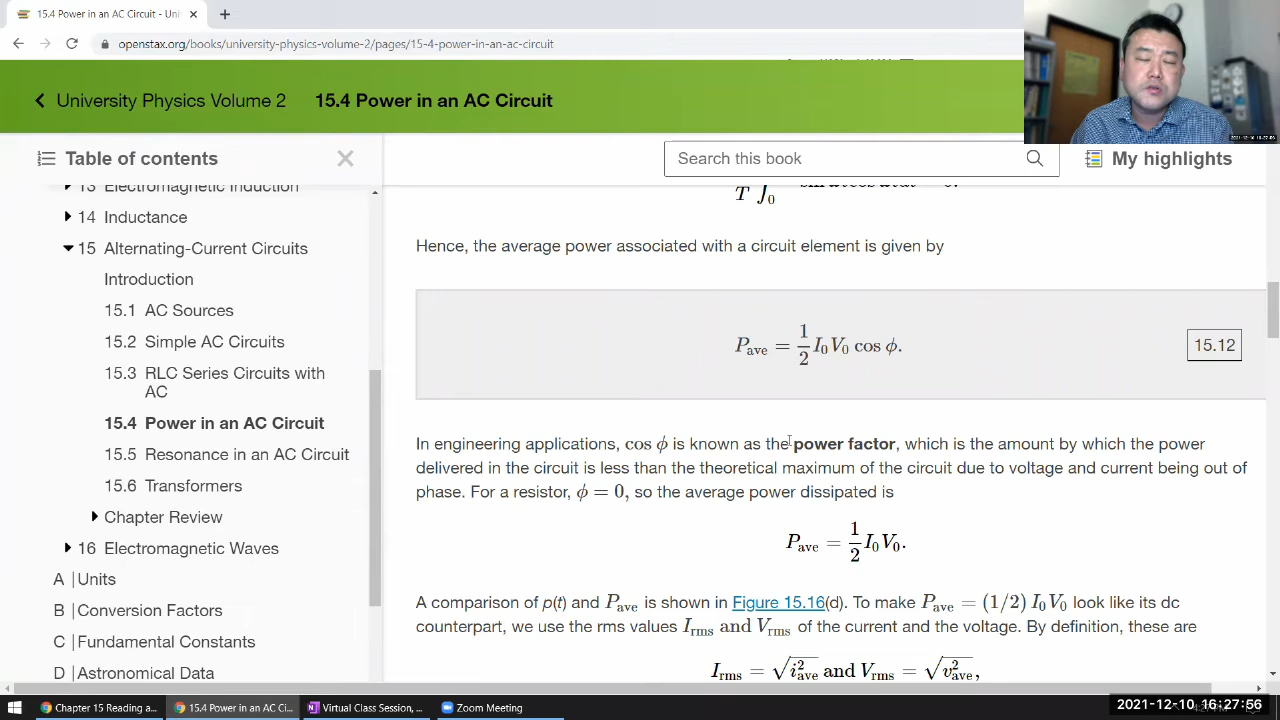 15.4 Power in an AC Circuit - Uni
openstax.org/books/university-physics-volume-2/pages/15-4-power-in-an-ac-circuit
University Physics Volume 2 15.4 Power in an AC Circuit
2021-12-10 16:27:56
Table of contents
Search this book
My highlights
13 Electromagnetic Induction
14 Inductance
15 Alternating-Current Circuits
Introduction
15.1 AC Sources
15.2 Simple AC Circuits
15.3 RLC Series Circuits with
AC
15.4 Power in an AC Circuit
15.5 Resonance in an AC Circuit
15.6 Transformers
Chapter Review
16 Electromagnetic Waves
A | Units
B | Conversion Factors
C | Fundamental Constants
D | Astronomical Data
T ∫₀
Hence, the average power associated with a circuit element is given by
P_ave = 1/2 I₀V₀ cos ϕ.
15.12
In engineering applications, cos ϕ is known as the power factor, which is the amount by which the power
delivered in the circuit is less than the theoretical maximum of the circuit due to voltage and current being out of
phase. For a resistor, ϕ = 0, so the average power dissipated is
P_ave = 1/2 I₀V₀.
A comparison of p(t) and P_ave is shown in Figure 15.16(d). To make P_ave = (1/2) I₀V₀ look like its dc
counterpart, we use the rms values I_rms and V_rms of the current and the voltage. By definition, these are
I_rms = √i²_ave and V_rms = √v²_ave,
Chapter 15 Reading a...
15.4 Power in an AC Ci...
Virtual Class Session, ...
Zoom Meeting
2021-12-10 16:27:56